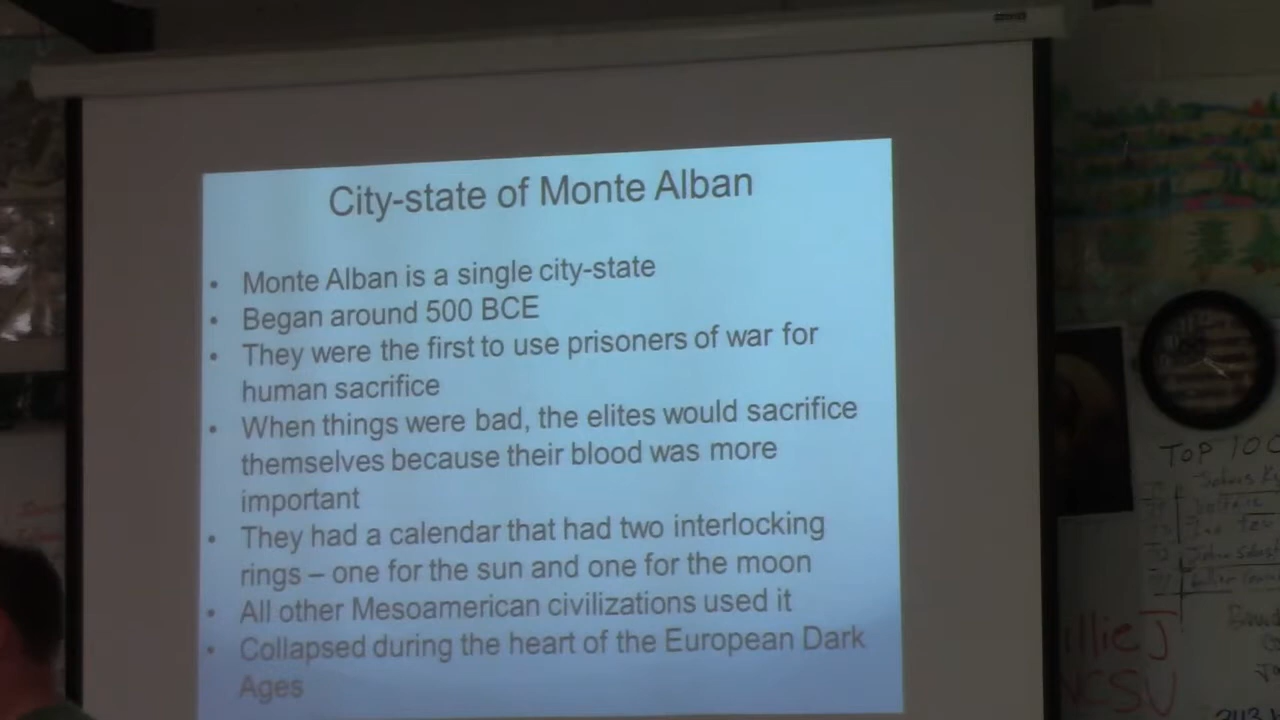 City-state of Monte Alban
• Monte Alban is a single city-state
• Began around 500 BCE
• They were the first to use prisoners of war for
human sacrifice
• When things were bad, the elites would sacrifice
themselves because their blood was more
important
• They had a calendar that had two interlocking
rings – one for the sun and one for the moon
• All other Mesoamerican civilizations used it
• Collapsed during the heart of the European Dark
Ages
TOP 100